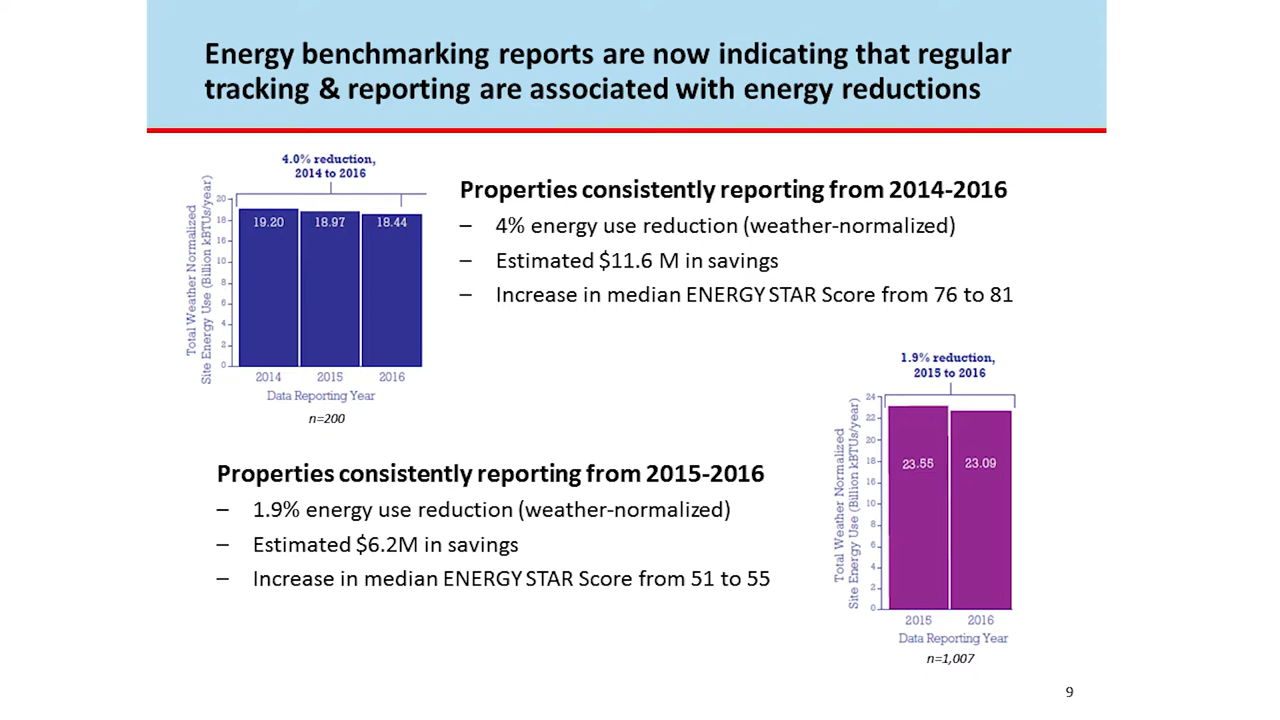 Energy benchmarking reports are now indicating that regular
tracking & reporting are associated with energy reductions
4.0% reduction,
2014 to 2016
Total Weather Normalized
Site Energy Use (Billion kBTUs/year)
20
18
16
10
8
6
4
2
0
19.20
18.97
18.44
2014
2015
2016
Data Reporting Year
n=200
Properties consistently reporting from 2014-2016
– 4% energy use reduction (weather-normalized)
– Estimated $11.6 M in savings
– Increase in median ENERGY STAR Score from 76 to 81
Properties consistently reporting from 2015-2016
– 1.9% energy use reduction (weather-normalized)
– Estimated $6.2M in savings
– Increase in median ENERGY STAR Score from 51 to 55
1.9% reduction,
2015 to 2016
Total Weather Normalized
Site Energy Use (Billion kBTUs/year)
24
22
20
18
16
10
8
6
4
2
0
23.55
23.09
2015
2016
Data Reporting Year
n=1,007
9